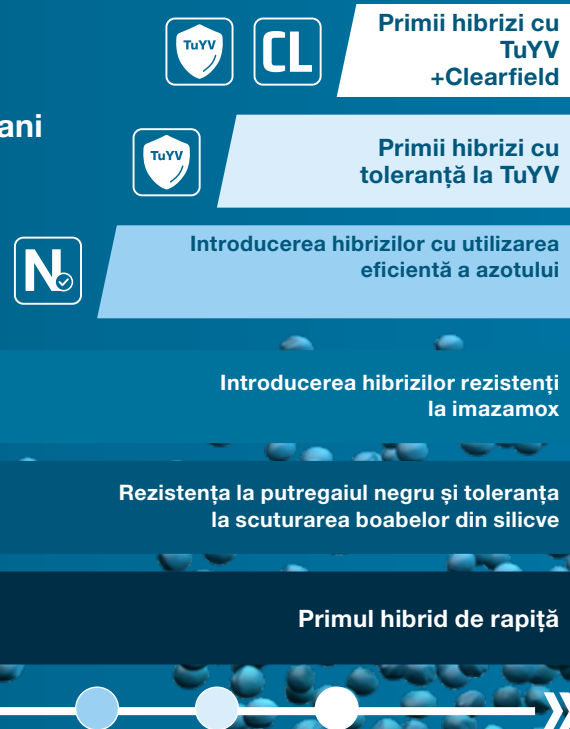 TuYV
CL
Primii hibrizi cu
TuYV
+Clearfield
ani
TuYV
Primii hibrizi cu
toleranță la TuYV
N
Introducerea hibrizilor cu utilizarea
eficientă a azotului
Introducerea hibrizilor rezistenți
la imazamox
Rezistența la putregaiul negru și toleranța
la scuturarea boabelor din silicve
Primul hibrid de rapiță